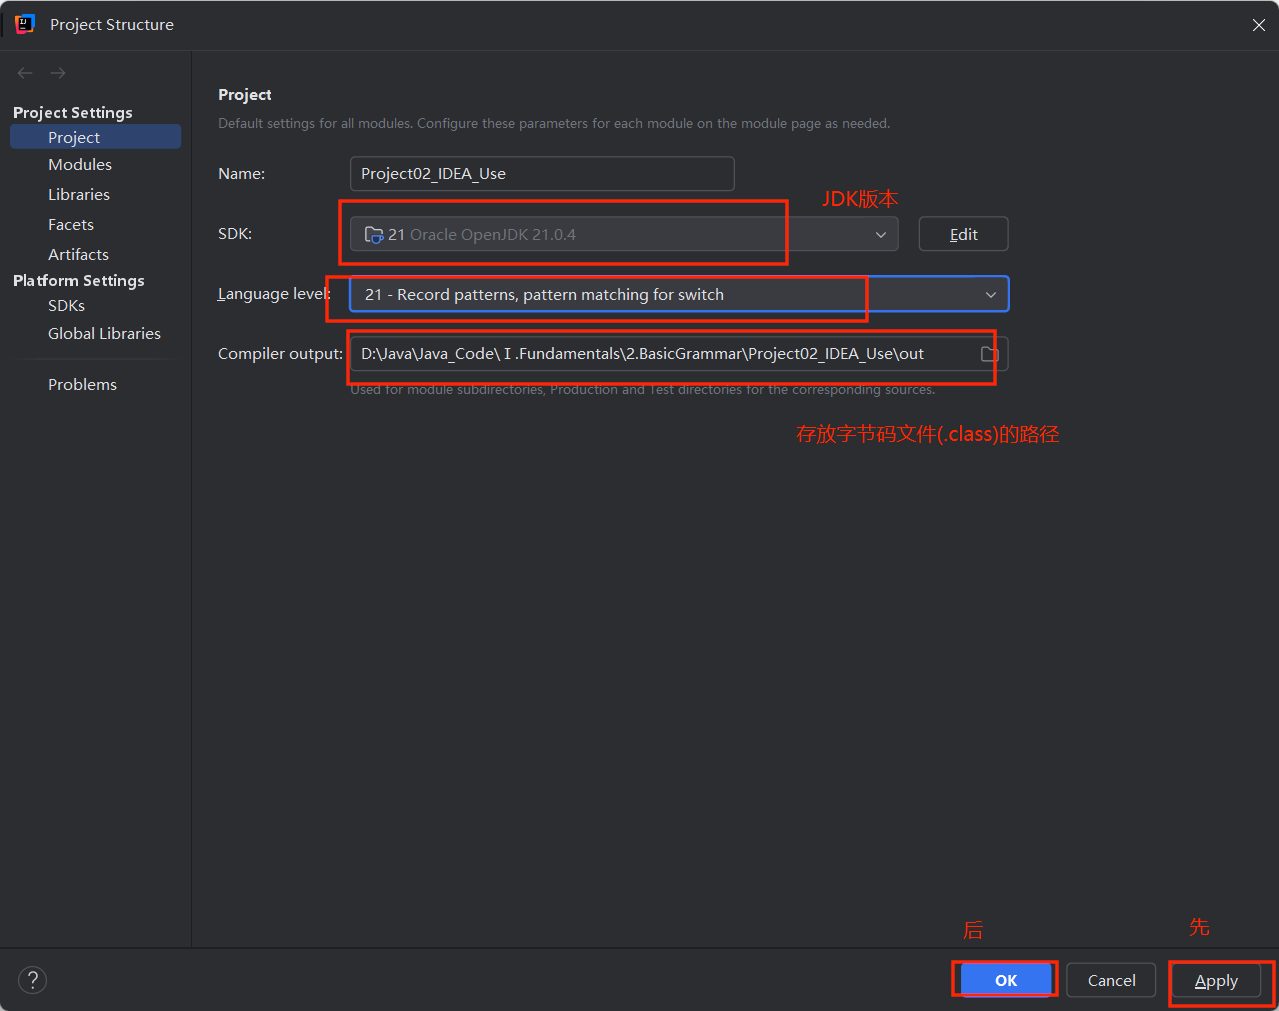 Project Structure
Project Settings
Project
Modules
Libraries
Facets
Artifacts
Platform Settings
SDKs
Global Libraries
Problems
Project
Default settings for all modules. Configure these parameters for each module on the module page as needed.
Name: Project02_IDEA_Use
JDK版本
SDK: 21 Oracle OpenJDK 21.0.4 Edit
Language level: 21 - Record patterns, pattern matching for switch
Compiler output: D:\Java\Java_Code\Ⅰ.Fundamentals\2.BasicGrammar\Project02_IDEA_Use\out
Used for module subdirectories, Production and Test directories for the corresponding sources.
存放字节码文件(.class)的路径
后 先
? OK Cancel Apply